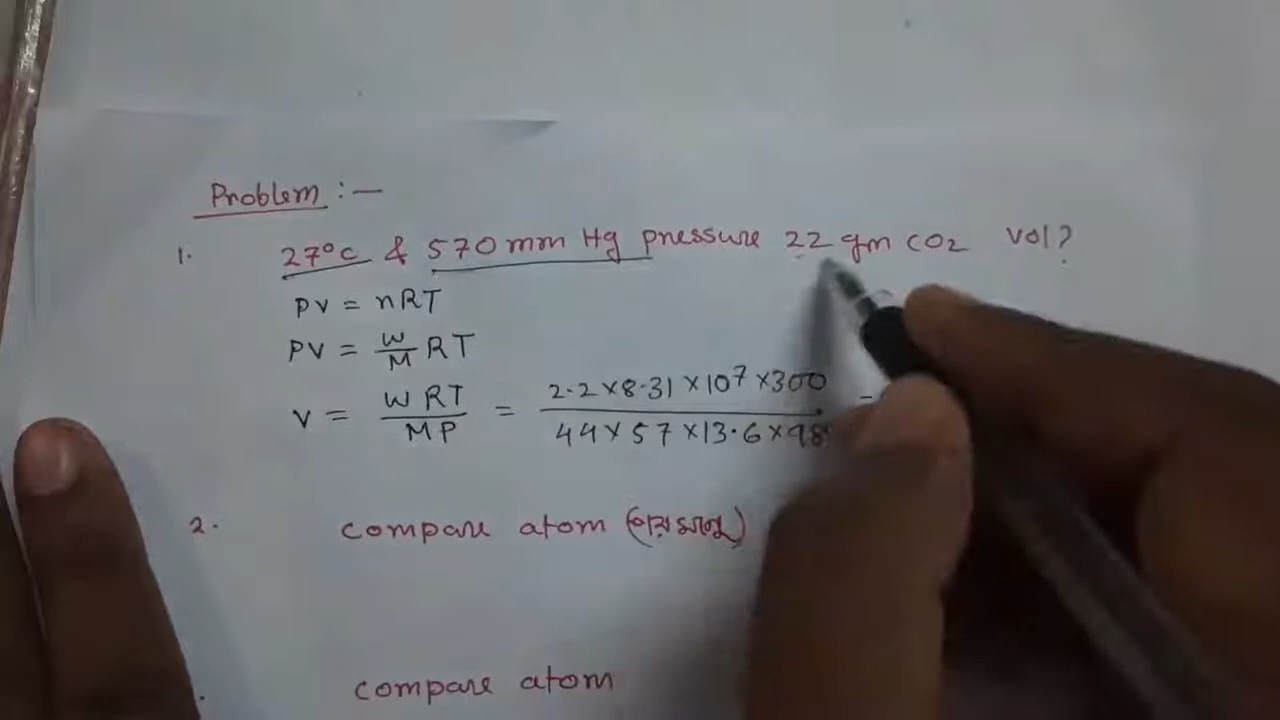 Problem :—
1. 27°C & 570 mm Hg pressure 22 gm CO2 vol?
PV = nRT
PV = W/M RT
V = WRT/MP = 2.2×8.31×10⁷×300/44×57×13.6×98
2. compare atom
compare atom